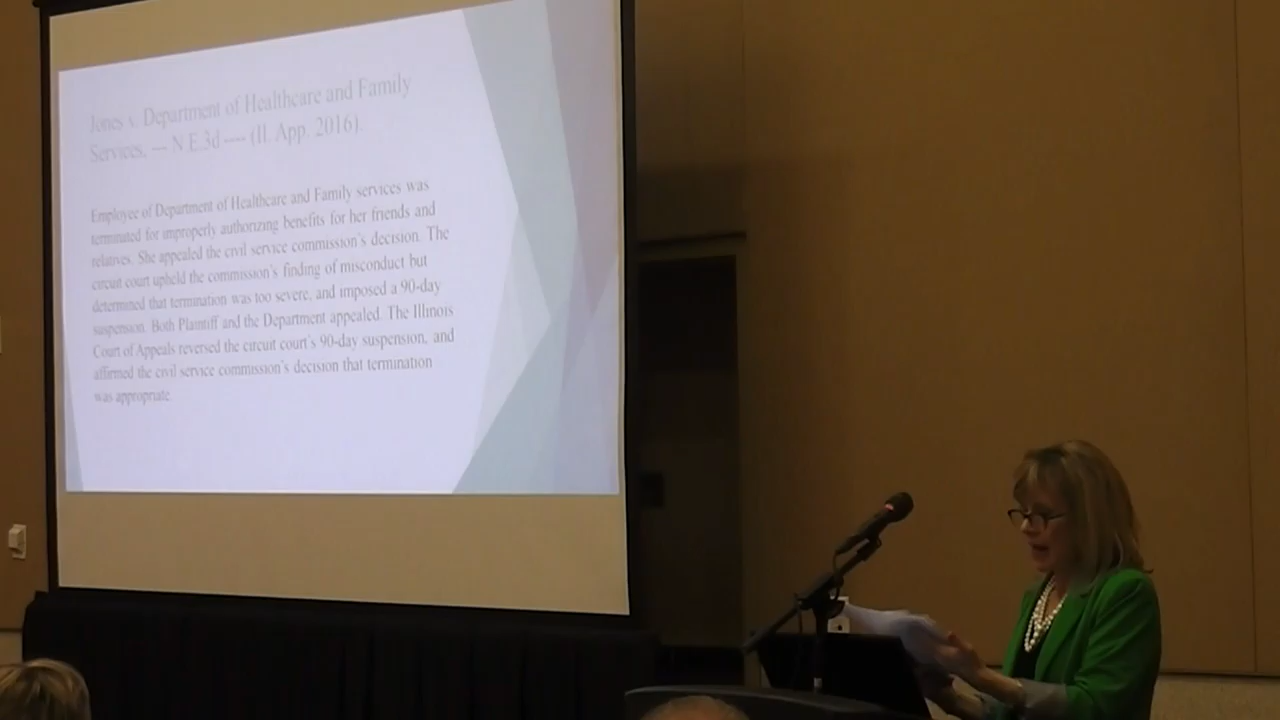 Jones v. Department of Healthcare and Family
Services, --- N.E.3d ---- (Il. App. 2016).
Employee of Department of Healthcare and Family services was
terminated for improperly authorizing benefits for her friends and
relatives. She appealed the civil service commission's decision. The
circuit court upheld the commission's finding of misconduct but
determined that termination was too severe, and imposed a 90-day
suspension. Both Plaintiff and the Department appealed. The Illinois
Court of Appeals reversed the circuit court's 90-day suspension, and
affirmed the civil service commission's decision that termination
was appropriate.